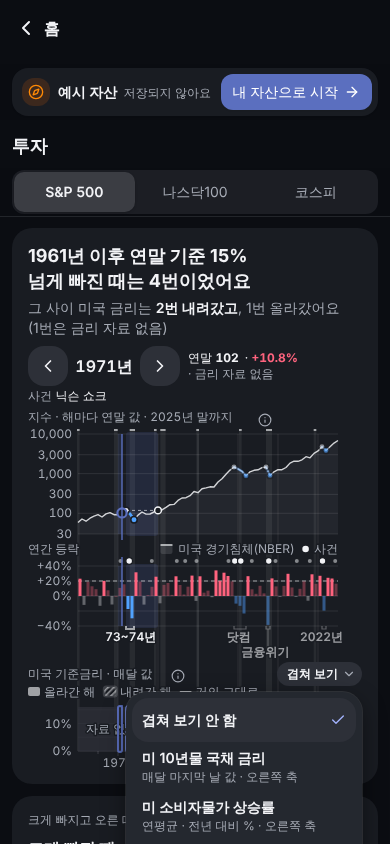 홈
예시 자산 저장되지 않아요 내 자산으로 시작
투자
S&P 500 나스닥100 코스피
1961년 이후 연말 기준 15%
넘게 빠진 때는 4번이었어요
그 사이 미국 금리는 2번 내려갔고, 1번 올라갔어요
(1번은 금리 자료 없음)
1971년
연말 102 · +10.8%
· 금리 자료 없음
사건 닉슨 쇼크
지수 · 해마다 연말 값 · 2025년 말까지
10,000
3,000
1,000
300
100
30
연간 등락 미국 경기침체(NBER) 사건
+40%
+20%
0%
−40%
73~74년 닷컴 2022년
금융위기
미국 기준금리 · 매달 값 겹쳐 보기
올라간 해 내려간 해
10%
자료 없
0%
197
겹쳐 보기 안 함
미 10년물 국채 금리
매달 마지막 날 값 · 오른쪽 축
미 소비자물가 상승률
연평균 · 전년 대비 % · 오른쪽 축
크게 빠지고 오른